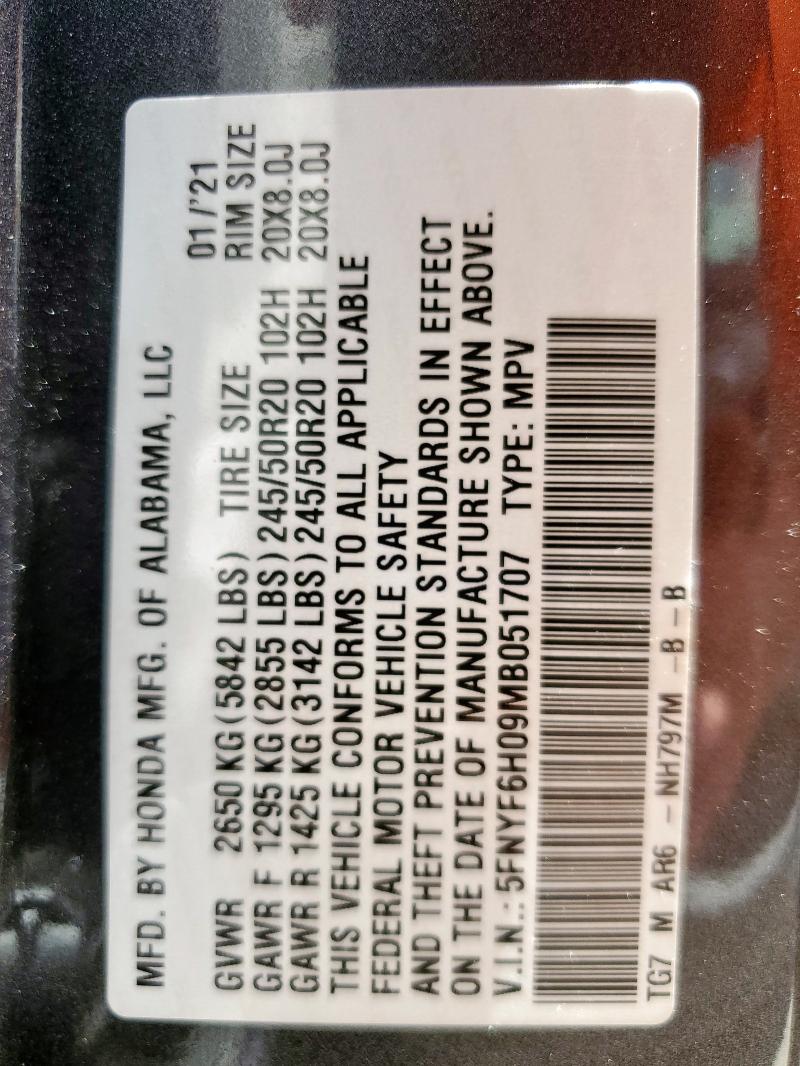 MFD. BY HONDA MFG. OF ALABAMA, LLC
01/'21
GVWR 2650 KG(5842 LBS) TIRE SIZE RIM SIZE
GAWR F 1295 KG(2855 LBS)245/50R20 102H 20X8.0J
GAWR R 1425 KG(3142 LBS)245/50R20 102H 20X8.0J
THIS VEHICLE CONFORMS TO ALL APPLICABLE
FEDERAL MOTOR VEHICLE SAFETY
AND THEFT PREVENTION STANDARDS IN EFFECT
ON THE DATE OF MANUFACTURE SHOWN ABOVE.
V.I.N.: 5FNYF6H09MB051707 TYPE: MPV
TG7 M AR6 - NH797M -B - B